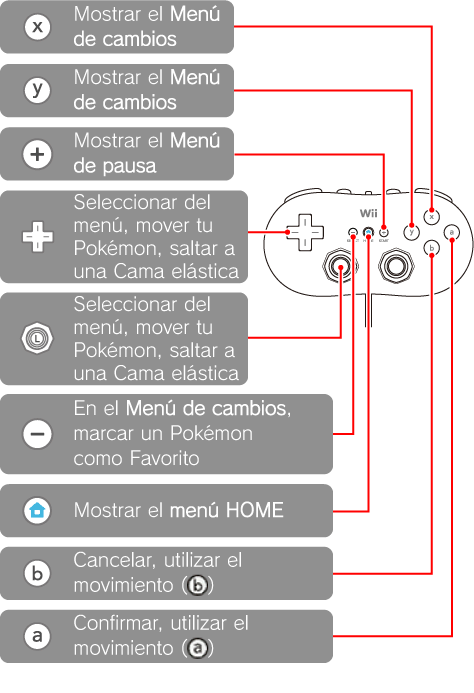 x Mostrar el Menú
de cambios
y Mostrar el Menú
de cambios
+ Mostrar el Menú
de pausa
Seleccionar del
menú, mover tu
Pokémon, saltar a
una Cama elástica
L Seleccionar del
menú, mover tu
Pokémon, saltar a
una Cama elástica
− En el Menú de cambios,
marcar un Pokémon
como Favorito
Mostrar el menú HOME
b Cancelar, utilizar el
movimiento (b)
a Confirmar, utilizar el
movimiento (a)
Wii
x
y a
b
SELECT HOME START